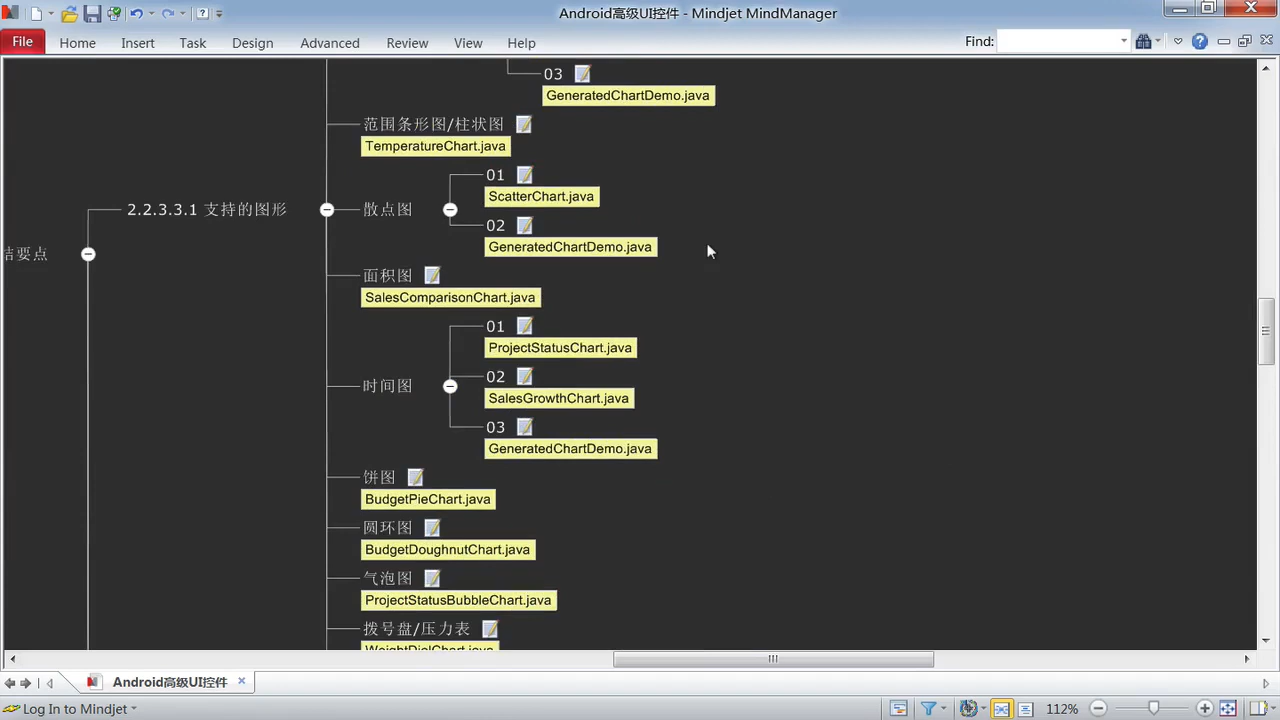 Android高级UI控件 - Mindjet MindManager
File Home Insert Task Design Advanced Review View Help Find:
03
GeneratedChartDemo.java
范围条形图/柱状图
TemperatureChart.java
01
ScatterChart.java
2.2.3.3.1 支持的图形
散点图
02
GeneratedChartDemo.java
结要点
面积图
SalesComparisonChart.java
01
ProjectStatusChart.java
时间图
02
SalesGrowthChart.java
03
GeneratedChartDemo.java
饼图
BudgetPieChart.java
圆环图
BudgetDoughnutChart.java
气泡图
ProjectStatusBubbleChart.java
拨号盘/压力表
WeightDialChart.java
Android高级UI控件
Log In to Mindjet 112%